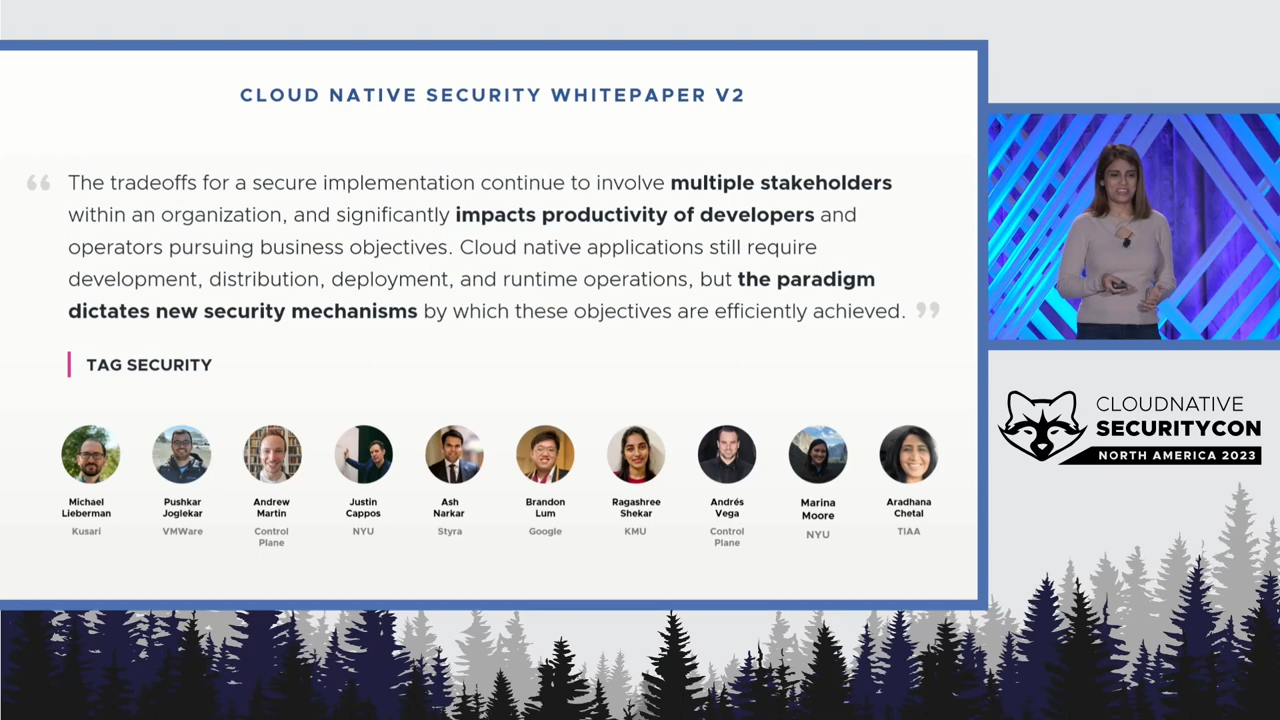 CLOUD NATIVE SECURITY WHITEPAPER V2
“ The tradeoffs for a secure implementation continue to involve multiple stakeholders
within an organization, and significantly impacts productivity of developers and
operators pursuing business objectives. Cloud native applications still require
development, distribution, deployment, and runtime operations, but the paradigm
dictates new security mechanisms by which these objectives are efficiently achieved. ”
TAG SECURITY
Michael
Lieberman
Kusari
Pushkar
Joglekar
VMWare
Andrew
Martin
Control
Plane
Justin
Cappos
NYU
Ash
Narkar
Styra
Brandon
Lum
Google
Ragashree
Shekar
KMU
Andrés
Vega
Control
Plane
Marina
Moore
NYU
Aradhana
Chetal
TIAA
CLOUDNATIVE
SECURITYCON
NORTH AMERICA 2023